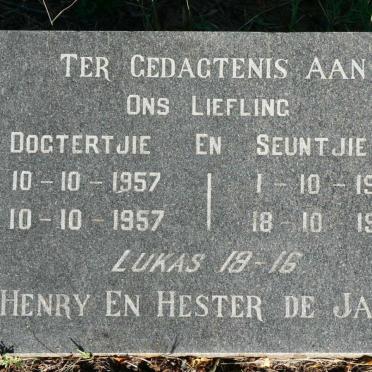 TER GEDAGTENIS AAN
ONS LIEFLING
DOGTERTJIE EN SEUNTJIE
10-10-1957 | 1-10-19
10-10-1957 | 18-10 19
LUKAS 18-16
HENRY EN HESTER DE JA